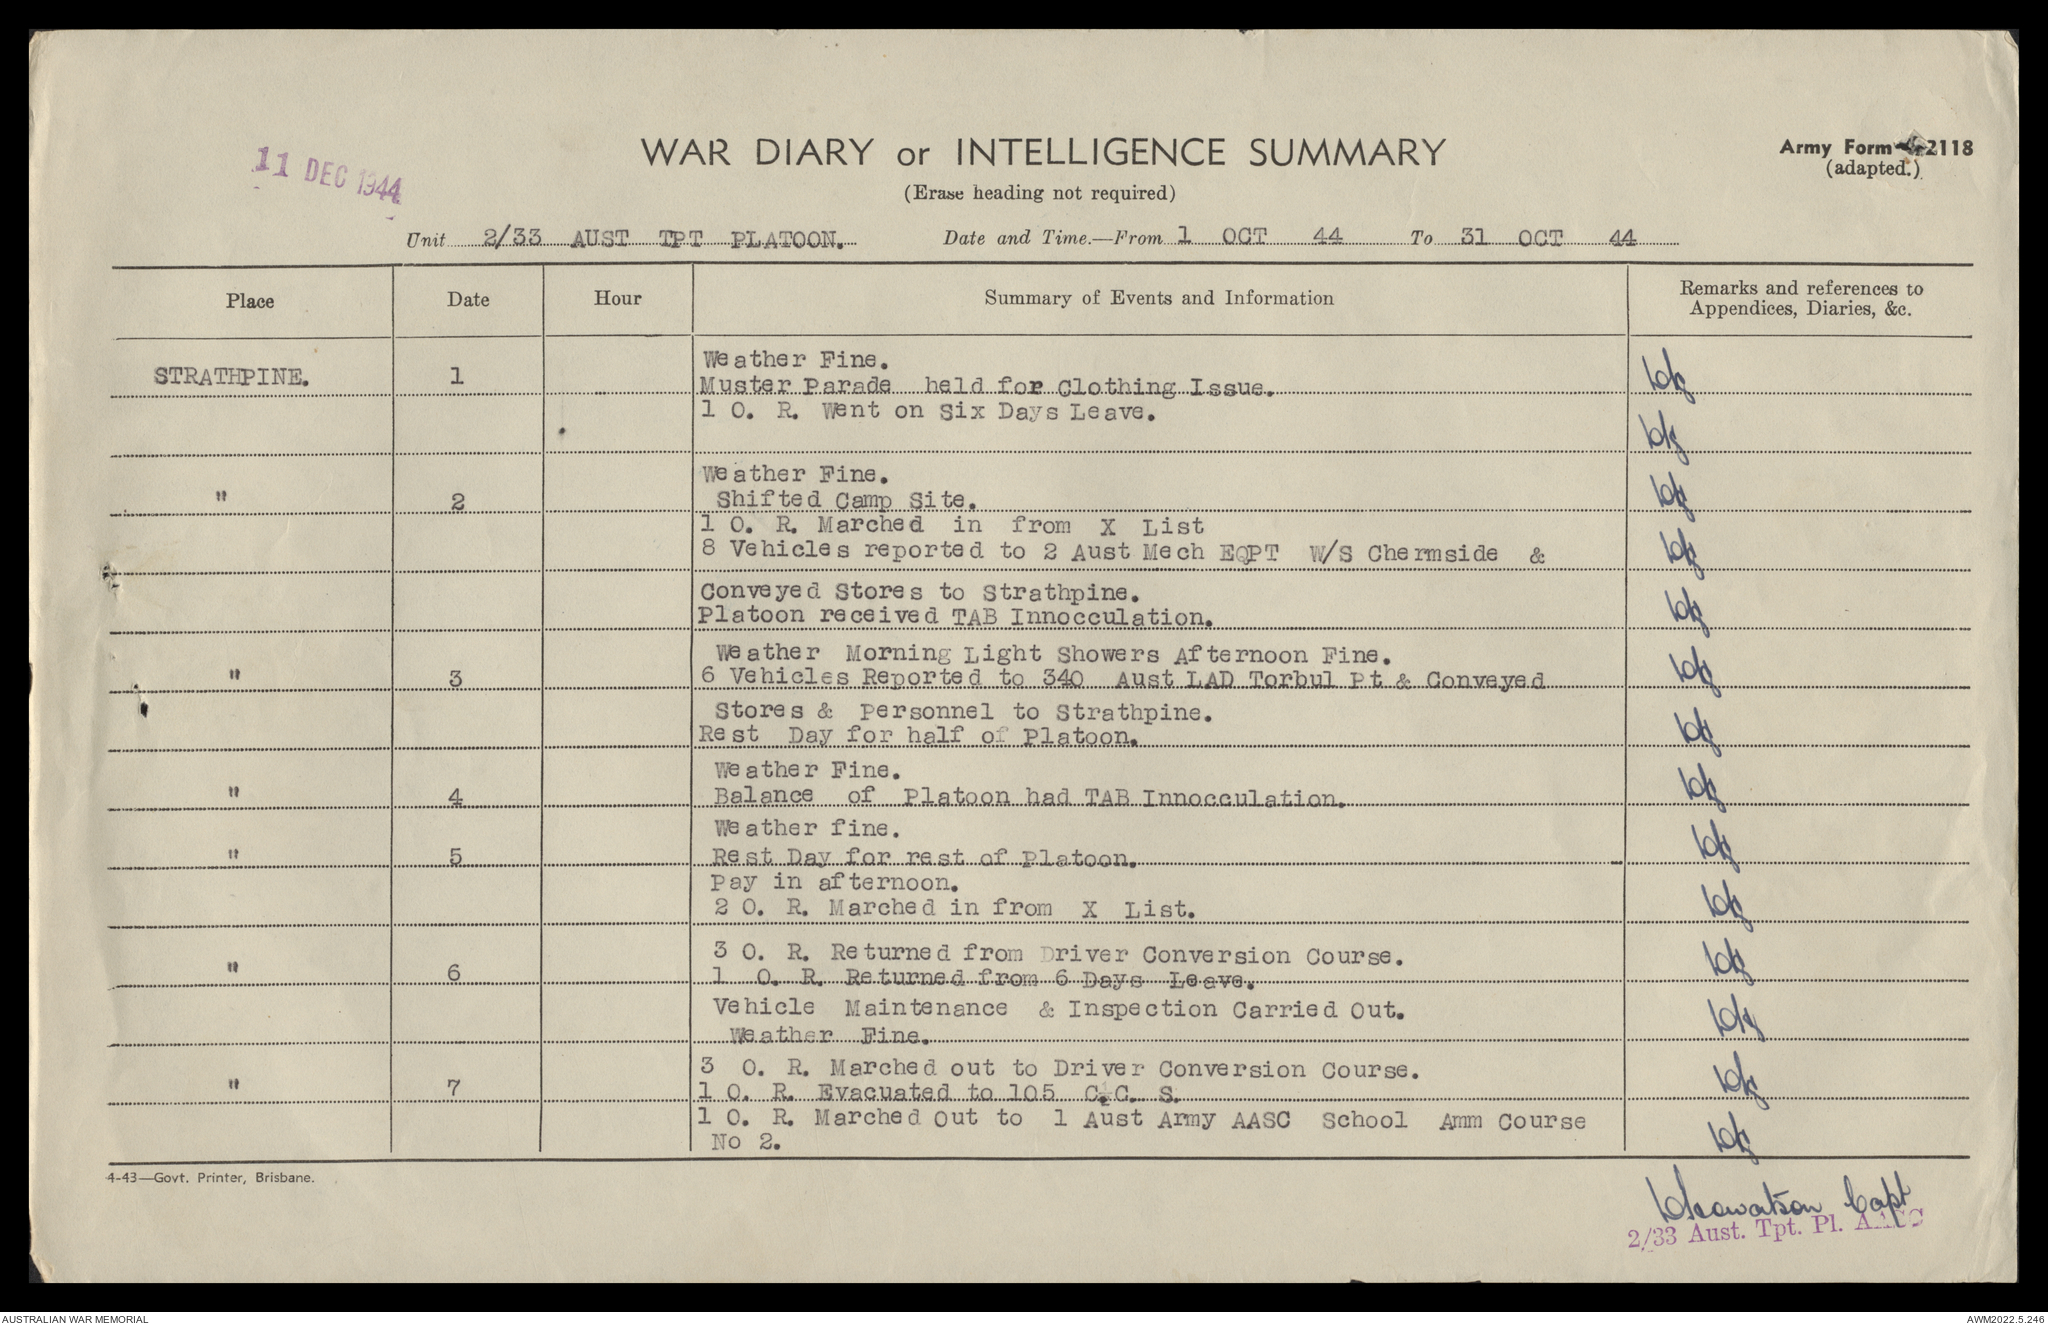 11 DEC 1944
WAR DIARY or INTELLIGENCE SUMMARY
(Erase heading not required)
Army Form 2118
(adapted.)
Unit 2/33 AUST TPT PLATOON. Date and Time.—From 1 OCT 44 To 31 OCT 44
Place Date Hour Summary of Events and Information Remarks and references to
Appendices, Diaries, &c.
Weather Fine.
STRATHPINE. 1 Muster Parade held for Clothing Issue.
1 O. R. Went on Six Days Leave.
Weather Fine.
" 2 Shifted Camp Site.
1 O. R. Marched in from X List
8 Vehicles reported to 2 Aust Mech EQPT W/S Chermside &
Conveyed Stores to Strathpine.
Platoon received TAB Innocculation.
Weather Morning Light Showers Afternoon Fine.
" 3 6 Vehicles Reported to 340 Aust LAD Torbul Pt & Conveyed
Stores & Personnel to Strathpine.
Rest Day for half of Platoon.
Weather Fine.
" 4 Balance of Platoon had TAB Innocculation.
Weather fine.
" 5 Rest Day for rest of Platoon.
Pay in afternoon.
2 O. R. Marched in from X List.
3 O. R. Returned from Driver Conversion Course.
" 6 1 O. R. Returned from 6 Days Leave.
Vehicle Maintenance & Inspection Carried Out.
Weather Fine.
3 O. R. Marched out to Driver Conversion Course.
" 7 1 O. R. Evacuated to 105 C.C. S.
1 O. R. Marched Out to 1 Aust Army AASC School Amm Course
No 2.
4-43—Govt. Printer, Brisbane.
Capt
2/33 Aust. Tpt. Pl. AASC
AUSTRALIAN WAR MEMORIAL
AWM2022.5.246